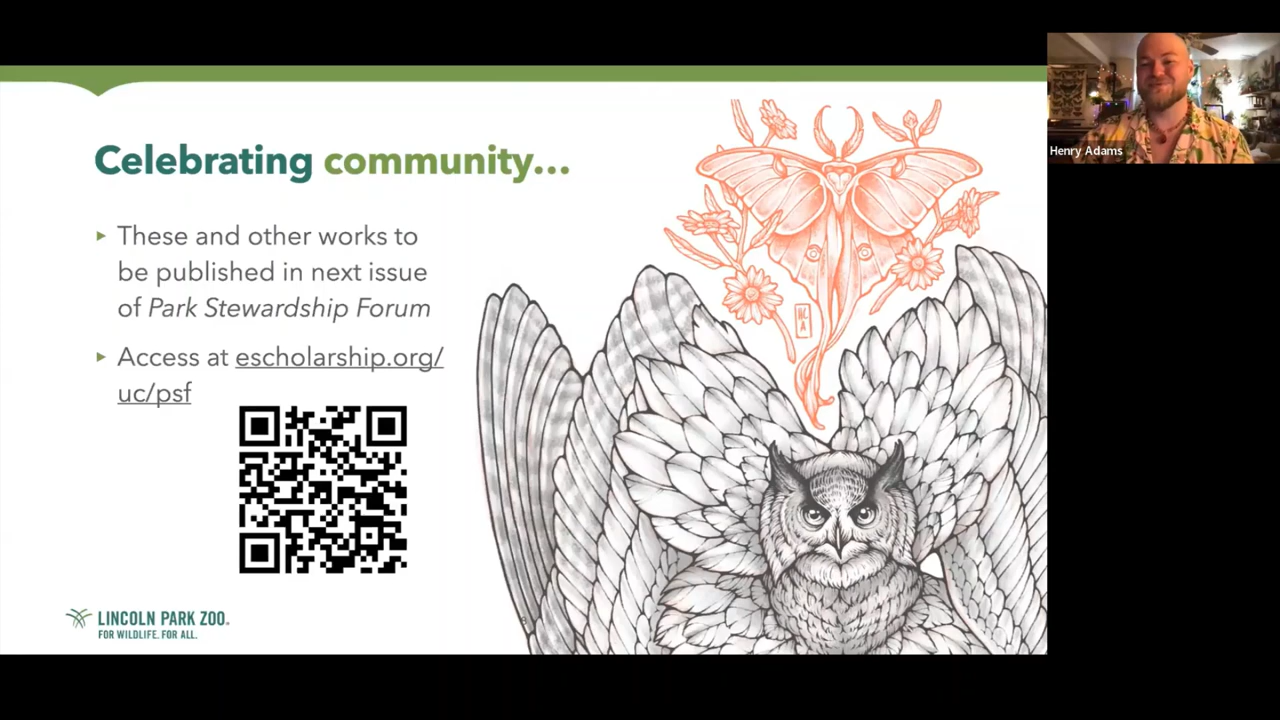 Celebrating community...
▸ These and other works to
be published in next issue
of Park Stewardship Forum
▸ Access at escholarship.org/
uc/psf
LINCOLN PARK ZOO®
FOR WILDLIFE. FOR ALL.
HLA
Henry Adams